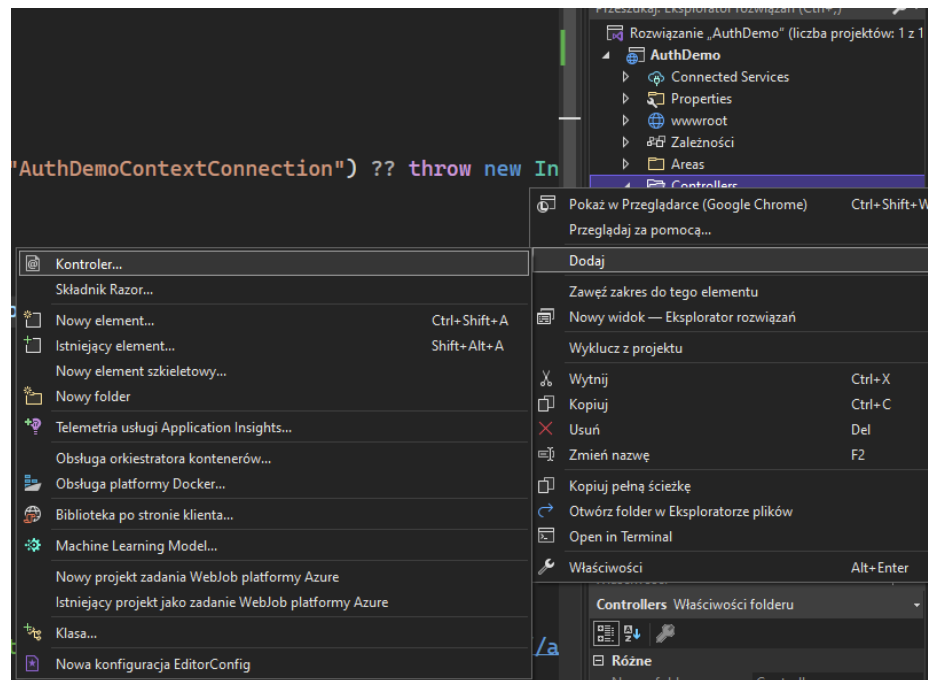 Przeszukaj: Eksplorator rozwiązań (Ctrl+;)
Rozwiązanie „AuthDemo" (liczba projektów: 1 z 1
AuthDemo
Connected Services
Properties
wwwroot
Zależności
Areas
Controllers
"AuthDemoContextConnection") ?? throw new In
Pokaż w Przeglądarce (Google Chrome) Ctrl+Shift+W
Przeglądaj za pomocą...
Dodaj
Zawęź zakres do tego elementu
Nowy widok — Eksplorator rozwiązań
Wyklucz z projektu
Wytnij Ctrl+X
Kopiuj Ctrl+C
Usuń Del
Zmień nazwę F2
Kopiuj pełną ścieżkę
Otwórz folder w Eksploratorze plików
Open in Terminal
Właściwości Alt+Enter
Kontroler...
Składnik Razor...
Nowy element... Ctrl+Shift+A
Istniejący element... Shift+Alt+A
Nowy element szkieletowy...
Nowy folder
Telemetria usługi Application Insights...
Obsługa orkiestratora kontenerów...
Obsługa platformy Docker...
Biblioteka po stronie klienta...
Machine Learning Model...
Nowy projekt zadania WebJob platformy Azure
Istniejący projekt jako zadanie WebJob platformy Azure
Klasa...
Nowa konfiguracja EditorConfig
/a
Controllers Właściwości folderu
Różne